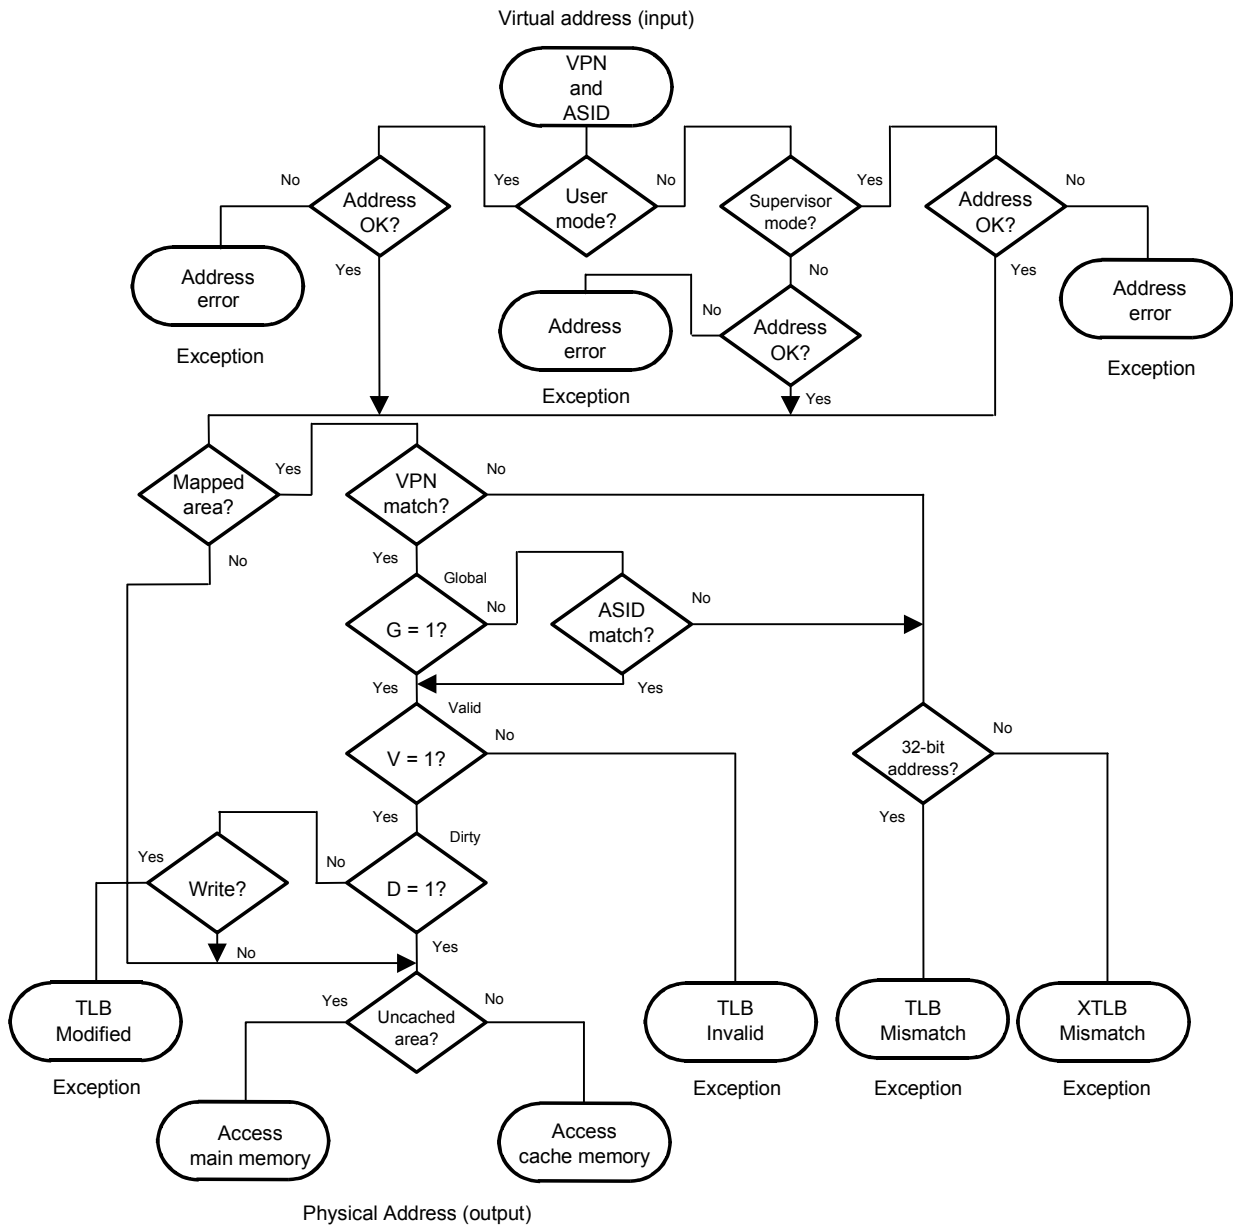 Virtual address (input)
VPN
and
ASID
No
Address
OK?
Yes
User
mode?
No
Supervisor
mode?
Yes
Address
OK?
No
Yes
No
Yes
Address
error
Exception
Address
error
Exception
No
Address
OK?
Yes
Address
error
Exception
Mapped
area?
Yes
No
VPN
match?
No
Yes
Global
G = 1?
No
ASID
match?
No
Yes
Yes
Valid
V = 1?
No
32-bit
address?
No
Yes
Yes
Dirty
Yes
Write?
No
D = 1?
No
Yes
TLB
Modified
Exception
Yes
Uncached
area?
No
TLB
Invalid
Exception
TLB
Mismatch
Exception
XTLB
Mismatch
Exception
Access
main memory
Access
cache memory
Physical Address (output)